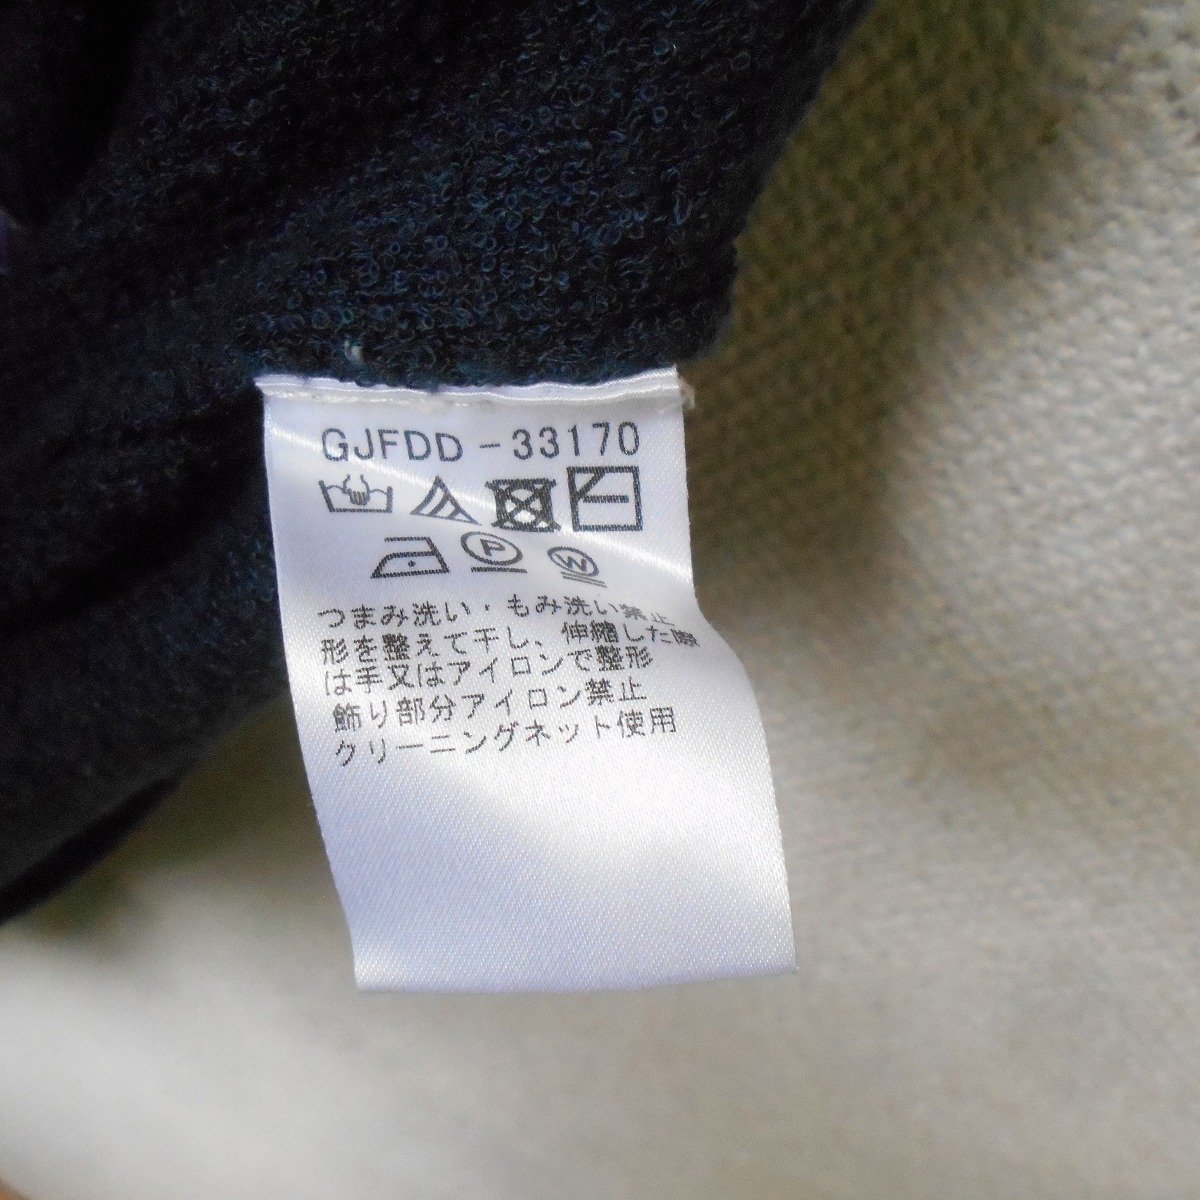 GJFDD-33170
P
W
つまみ洗い・もみ洗い禁止
形を整えて干し、伸縮した際
は手又はアイロンで整形
飾り部分アイロン禁止
クリーニングネット使用